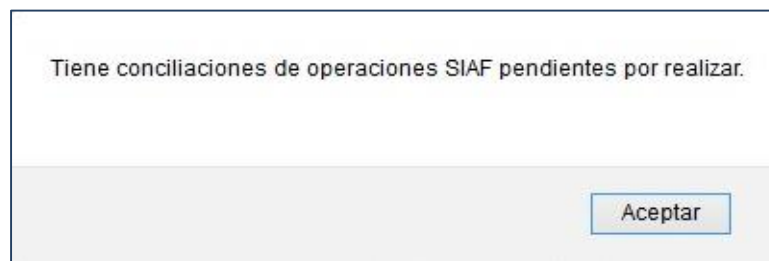 Tiene conciliaciones de operaciones SIAF pendientes por realizar.
Aceptar